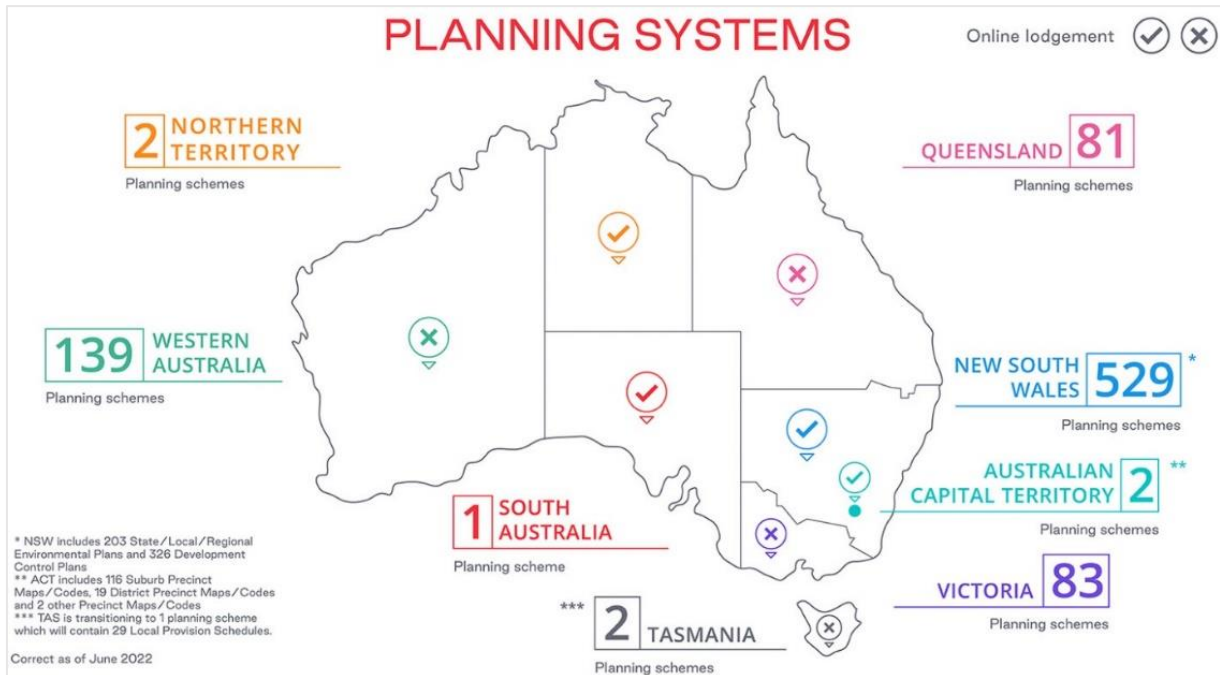 PLANNING SYSTEMS
Online lodgement
2 NORTHERN
TERRITORY
Planning schemes
QUEENSLAND 81
Planning schemes
139 WESTERN
AUSTRALIA
Planning schemes
NEW SOUTH
WALES 529 *
Planning schemes
AUSTRALIAN
CAPITAL TERRITORY 2 **
Planning schemes
1 SOUTH
AUSTRALIA
Planning scheme
VICTORIA 83
Planning schemes
*** 2 TASMANIA
Planning schemes
* NSW includes 203 State/Local/Regional
Environmental Plans and 326 Development
Control Plans
** ACT includes 116 Suburb Precinct
Maps/Codes, 19 District Precinct Maps/Codes
and 2 other Precinct Maps/Codes
*** TAS is transitioning to 1 planning scheme
which will contain 29 Local Provision Schedules.
Correct as of June 2022